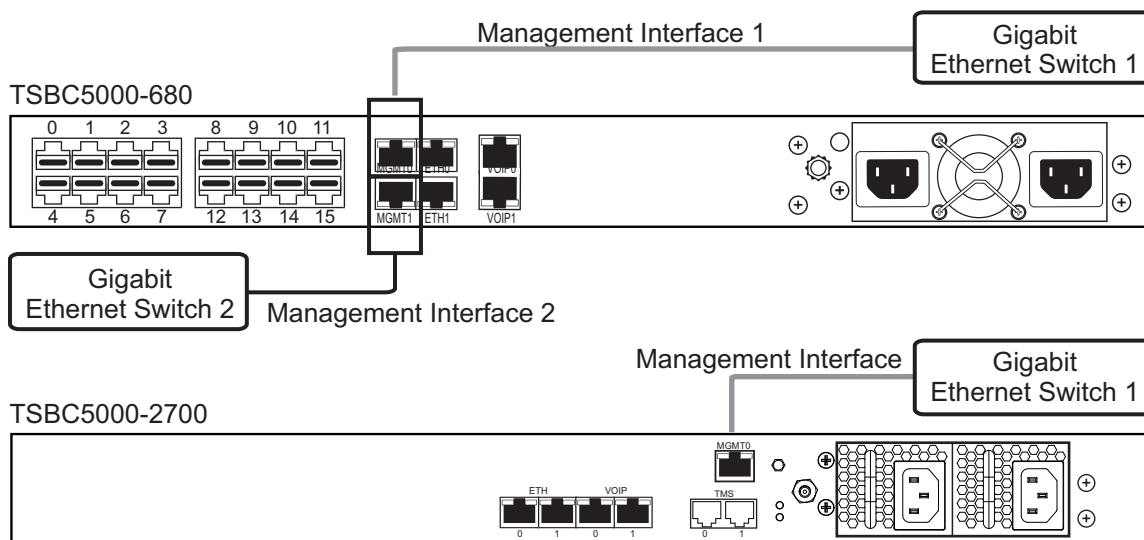 Management Interface 1
Gigabit
Ethernet Switch 1
TSBC5000-680
0 1 2 3 8 9 10 11
MGMT0 ETH0 VOIP0
4 5 6 7 12 13 14 15
MGMT1 ETH1 VOIP1
Gigabit
Ethernet Switch 2
Management Interface 2
Management Interface
Gigabit
Ethernet Switch 1
TSBC5000-2700
MGMT0
ETH VOIP TMS
0 1 0 1 0 1